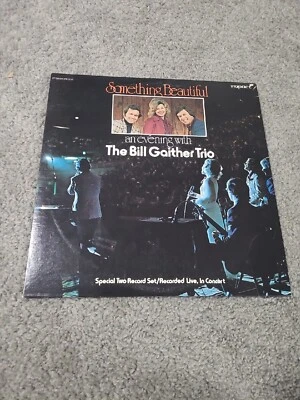 Something Beautiful
an evening with
The Bill Gaither Trio
Special Two Record Set/Recorded Live, In Concert